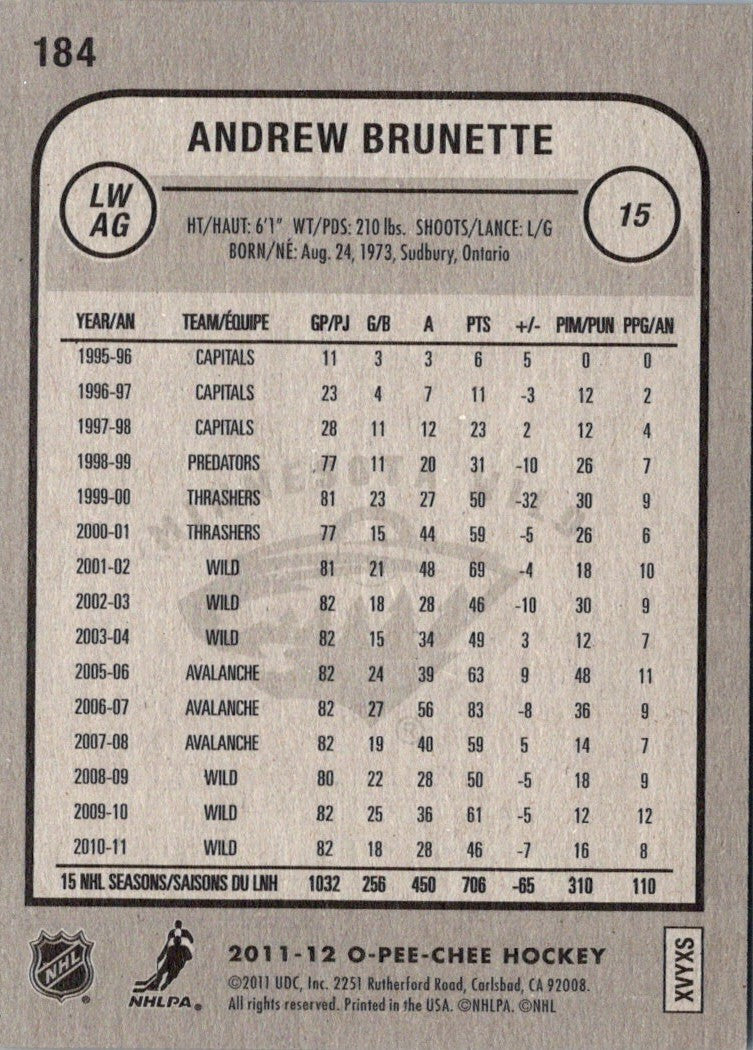 184
ANDREW BRUNETTE
LW
AG
15
HT/HAUT: 6'1" WT/PDS: 210 lbs. SHOOTS/LANCE: L/G
BORN/NÉ: Aug. 24, 1973, Sudbury, Ontario
YEAR/AN TEAM/ÉQUIPE GP/PJ G/B A PTS +/- PIM/PUN PPG/AN
1995-96 CAPITALS 11 3 3 6 5 0 0
1996-97 CAPITALS 23 4 7 11 -3 12 2
1997-98 CAPITALS 28 11 12 23 2 12 4
1998-99 PREDATORS 77 11 20 31 -10 26 7
1999-00 THRASHERS 81 23 27 50 -32 30 9
2000-01 THRASHERS 77 15 44 59 -5 26 6
2001-02 WILD 81 21 48 69 -4 18 10
2002-03 WILD 82 18 28 46 -10 30 9
2003-04 WILD 82 15 34 49 3 12 7
2005-06 AVALANCHE 82 24 39 63 9 48 11
2006-07 AVALANCHE 82 27 56 83 -8 36 9
2007-08 AVALANCHE 82 19 40 59 5 14 7
2008-09 WILD 80 22 28 50 -5 18 9
2009-10 WILD 82 25 36 61 -5 12 12
2010-11 WILD 82 18 28 46 -7 16 8
15 NHL SEASONS/SAISONS DU LNH 1032 256 450 706 -65 310 110
MINNESOTA WILD
®
NHL ®
NHLPA®
2011-12 O-PEE-CHEE HOCKEY
©2011 UDC, Inc. 2251 Rutherford Road, Carlsbad, CA 92008.
All rights reserved. Printed in the USA. ©NHLPA. ©NHL
XVYXS